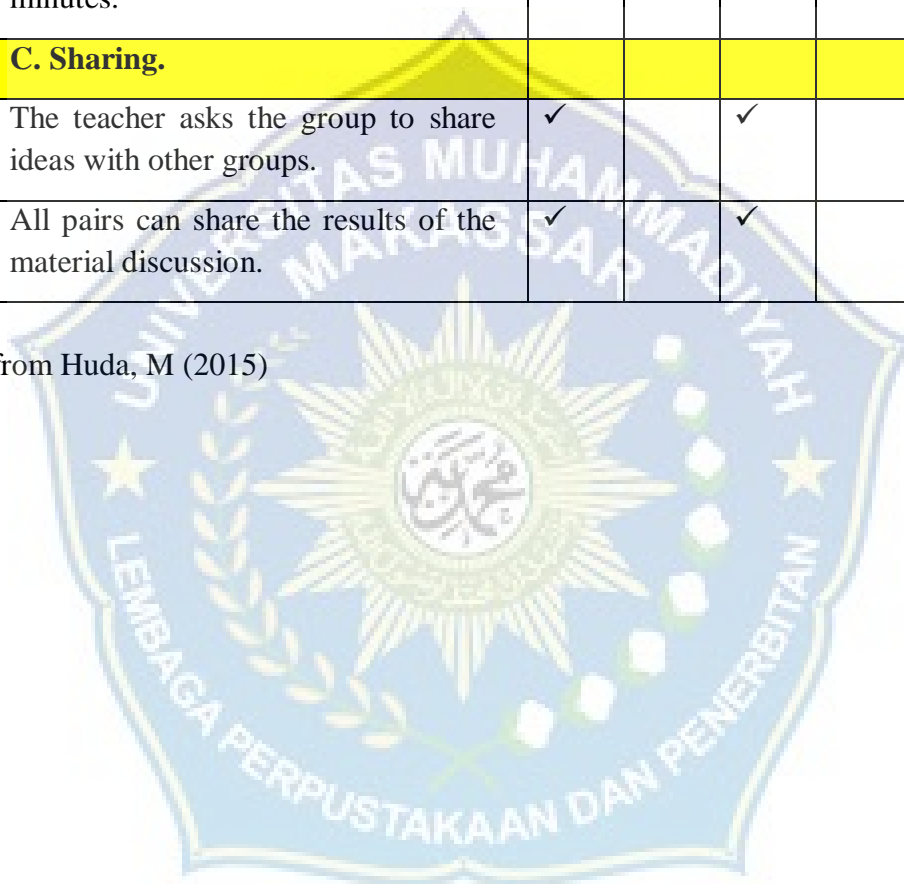 minutes.
C. Sharing.
The teacher asks the group to share
ideas with other groups.
✓ ✓
All pairs can share the results of the
material discussion.
✓ ✓
from Huda, M (2015)
UNIVERSITAS MUHAMMADIYAH
MAKASSAR
LEMBAGA PERPUSTAKAAN DAN PENERBITAN